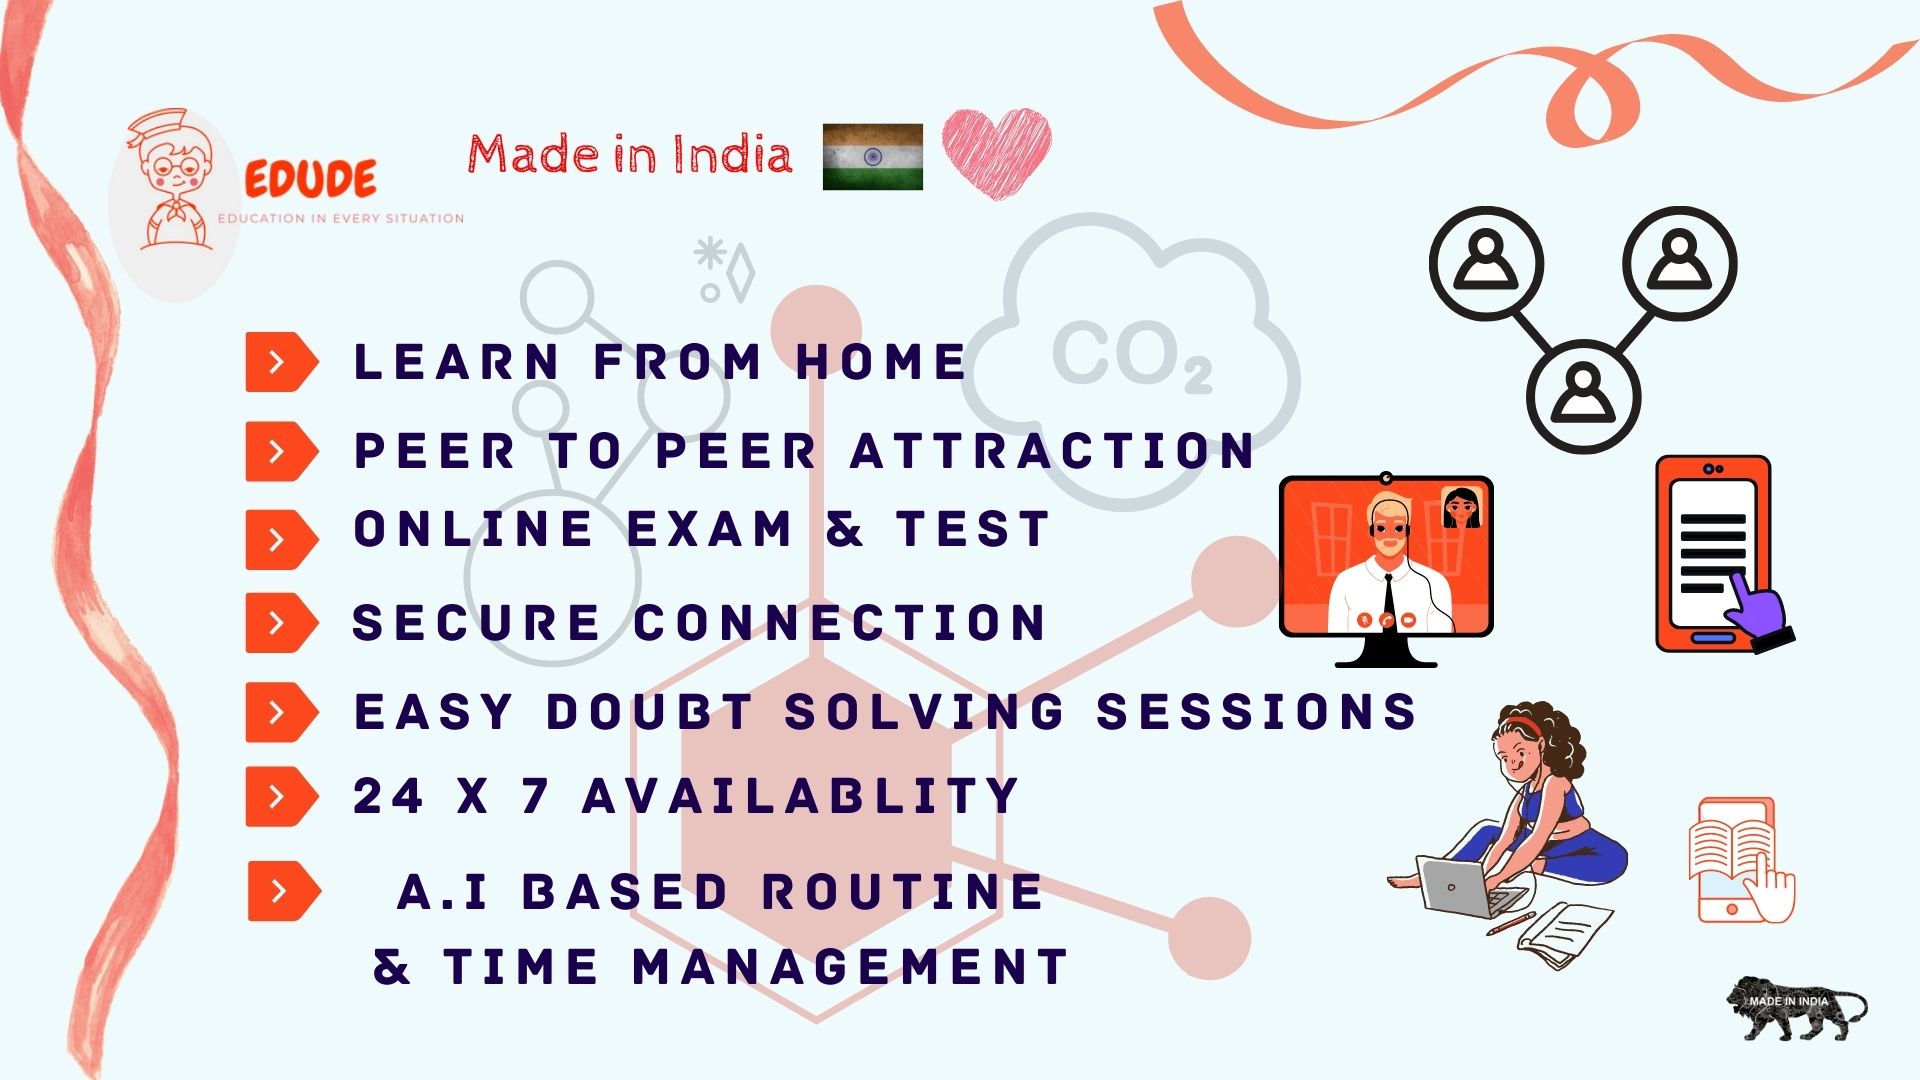 EDUDE
EDUCATION IN EVERY SITUATION
Made in India
CO₂
LEARN FROM HOME
PEER TO PEER ATTRACTION
ONLINE EXAM & TEST
SECURE CONNECTION
EASY DOUBT SOLVING SESSIONS
24 X 7 AVAILABLITY
A.I BASED ROUTINE
& TIME MANAGEMENT
MADE IN INDIA